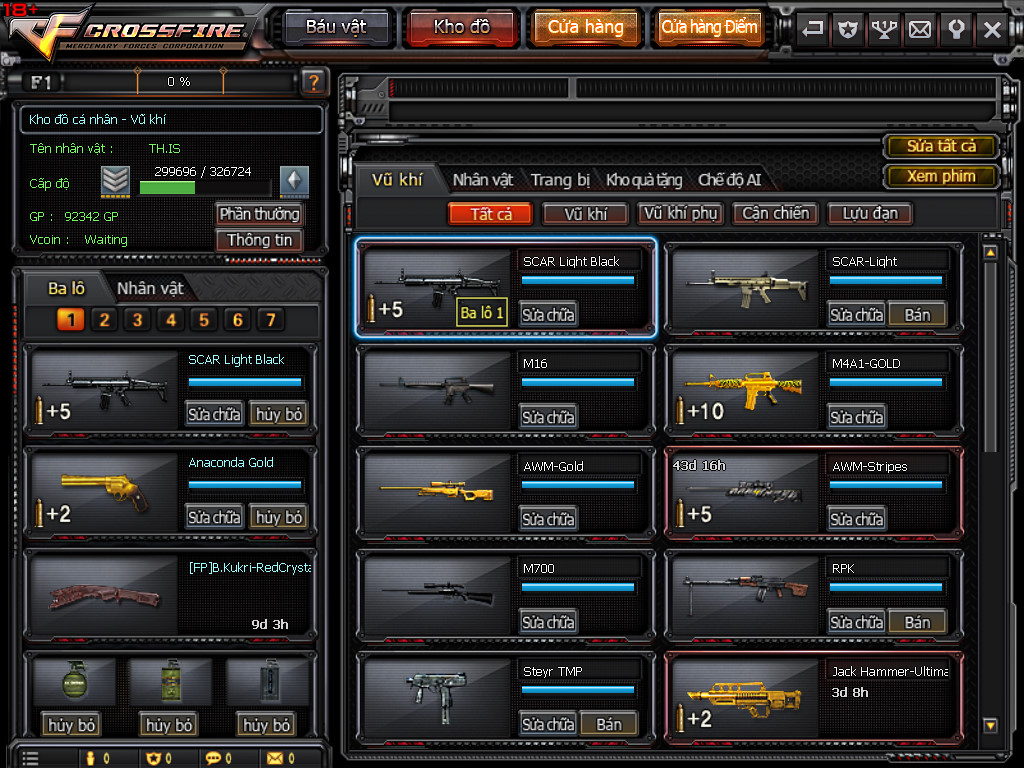 18+
CROSSFIRE
MERCENARY FORCES CORPORATION
Báu vật
Kho đồ
Cửa hàng
Cửa hàng Điểm
F1
0 %
?
Kho đồ cá nhân - Vũ khí
Tên nhân vật :
TH.IS
Cấp độ
299696 / 326724
GP :
92342 GP
Phần thưởng
Vcoin :
Waiting
Thông tin
Ba lô
Nhân vật
1
2
3
4
5
6
7
SCAR Light Black
+5
Sửa chữa
hủy bỏ
Anaconda Gold
+2
Sửa chữa
hủy bỏ
[FP]B.Kukri-RedCrysta
9d 3h
hủy bỏ
hủy bỏ
hủy bỏ
0
0
0
0
Sửa tất cả
Xem phim
Vũ khí
Nhân vật
Trang bị
Kho quà tặng
Chế độ AI
Tất cả
Vũ khí
Vũ khí phụ
Cận chiến
Lựu đạn
SCAR Light Black
+5
Ba lô 1
Sửa chữa
SCAR-Light
Sửa chữa
Bán
M16
Sửa chữa
M4A1-GOLD
+10
Sửa chữa
AWM-Gold
Sửa chữa
43d 16h
AWM-Stripes
+5
Sửa chữa
M700
Sửa chữa
RPK
Sửa chữa
Bán
Steyr TMP
Sửa chữa
Bán
Jack Hammer-Ultima
3d 8h
+2